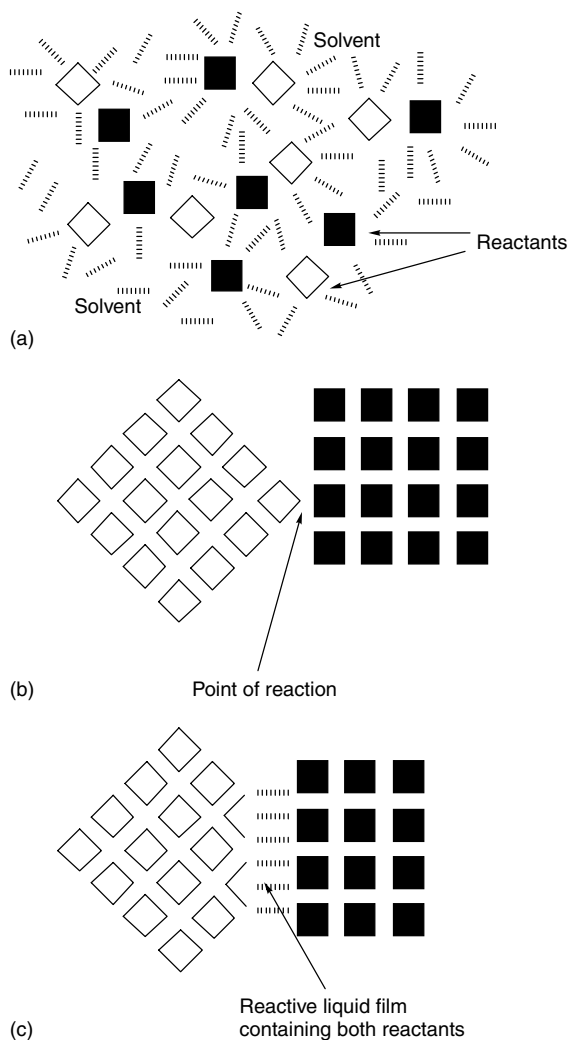 Solvent
Reactants
Solvent
(a)
(b)
Point of reaction
Reactive liquid film
containing both reactants
(c)